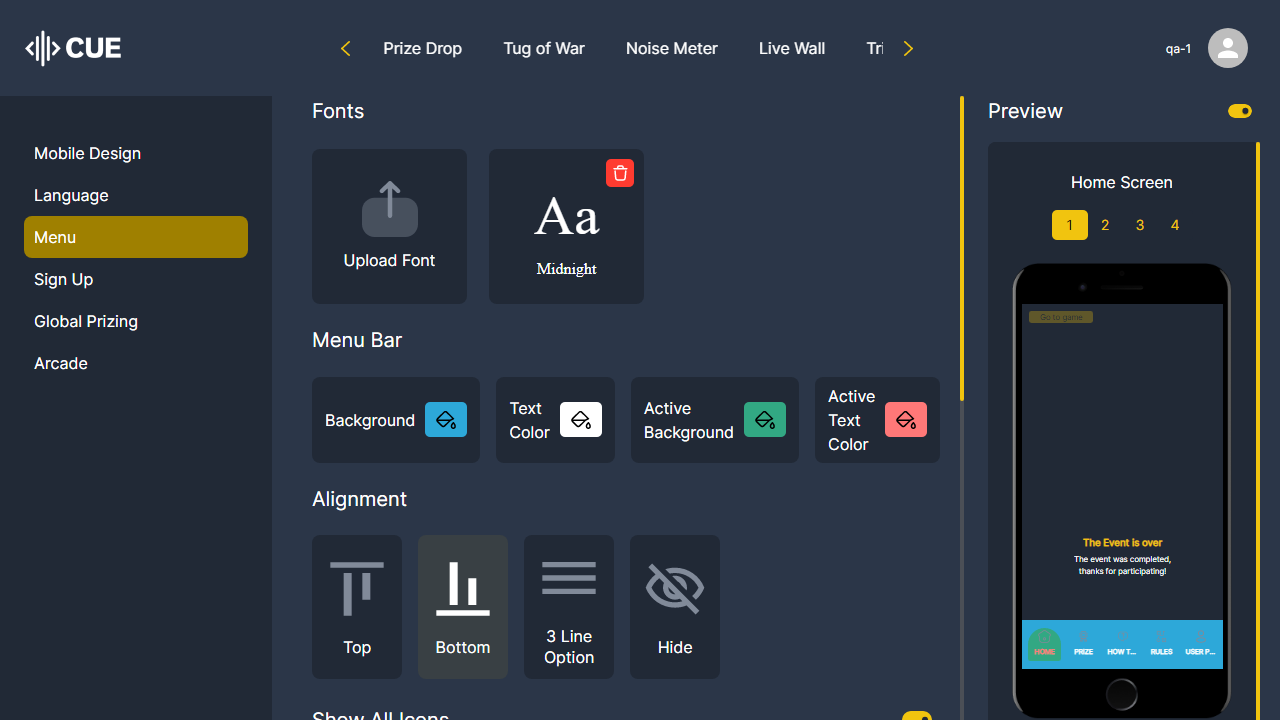 CUE
Prize Drop
Tug of War
Noise Meter
Live Wall
Tri
qa-1
Mobile Design
Language
Menu
Sign Up
Global Prizing
Arcade
Fonts
Upload Font
Aa
Midnight
Menu Bar
Background
Text
Color
Active
Background
Active
Text
Color
Alignment
Top
Bottom
3 Line
Option
Hide
Show All Icons
Preview
Home Screen
1
2
3
4
Go to game
The Event is over
The event was completed,
thanks for participating!
HOME
PRIZE
HOW T...
RULES
USER P...